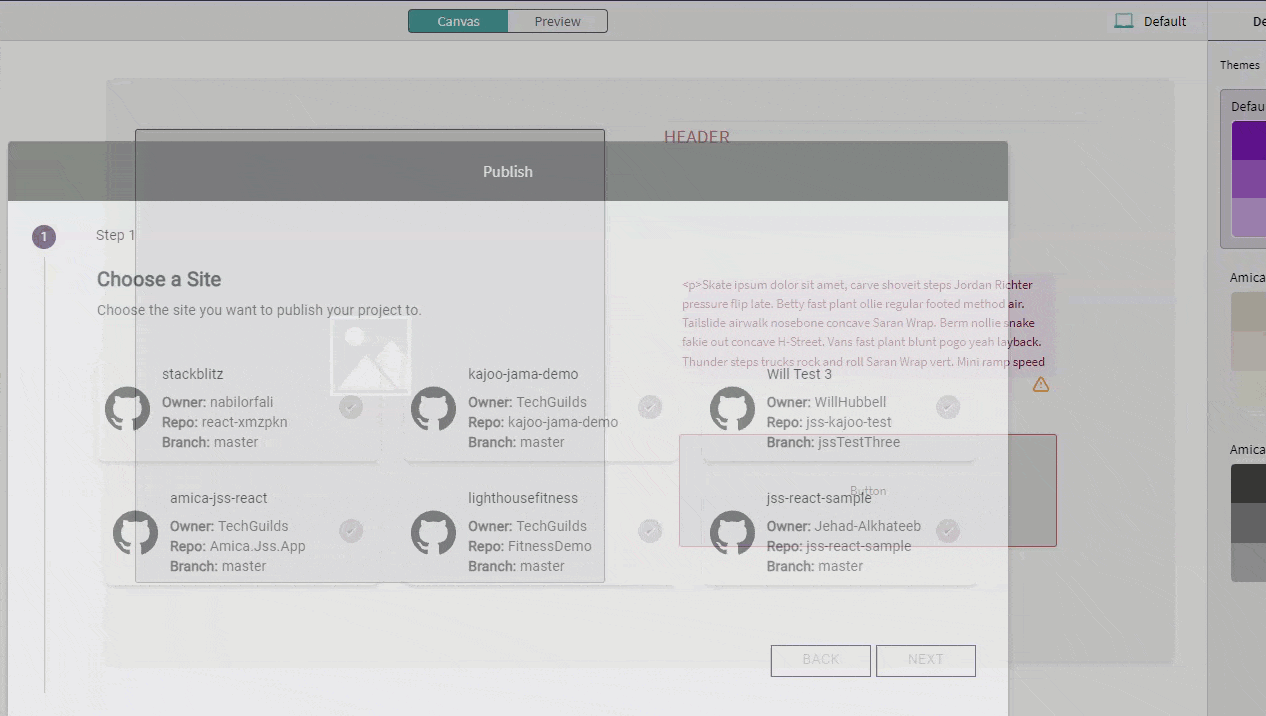 Canvas
Preview
Default
De
Themes
Defau
HEADER
Publish
1
Step 1
Choose a Site
Choose the site you want to publish your project to.
<p>Skate ipsum dolor sit amet, carve shoveit steps Jordan Richter
pressure flip late. Betty fast plant ollie regular footed method air.
Tailslide airwalk nosebone concave Saran Wrap. Berm nollie snake
fakie out concave H-Street. Vans fast plant blunt pogo yeah layback.
Thunder steps trucks rock and roll Saran Wrap vert. Mini ramp speed
Amica
stackblitz
Owner: nabilorfali
Repo: react-xmzpkn
Branch: master
kajoo-jama-demo
Owner: TechGuilds
Repo: kajoo-jama-demo
Branch: master
Will Test 3
Owner: WillHubbell
Repo: jss-kajoo-test
Branch: jssTestThree
Amica
Button
amica-jss-react
Owner: TechGuilds
Repo: Amica.Jss.App
Branch: master
lighthousefitness
Owner: TechGuilds
Repo: FitnessDemo
Branch: master
jss-react-sample
Owner: Jehad-Alkhateeb
Repo: jss-react-sample
Branch: master
BACK
NEXT